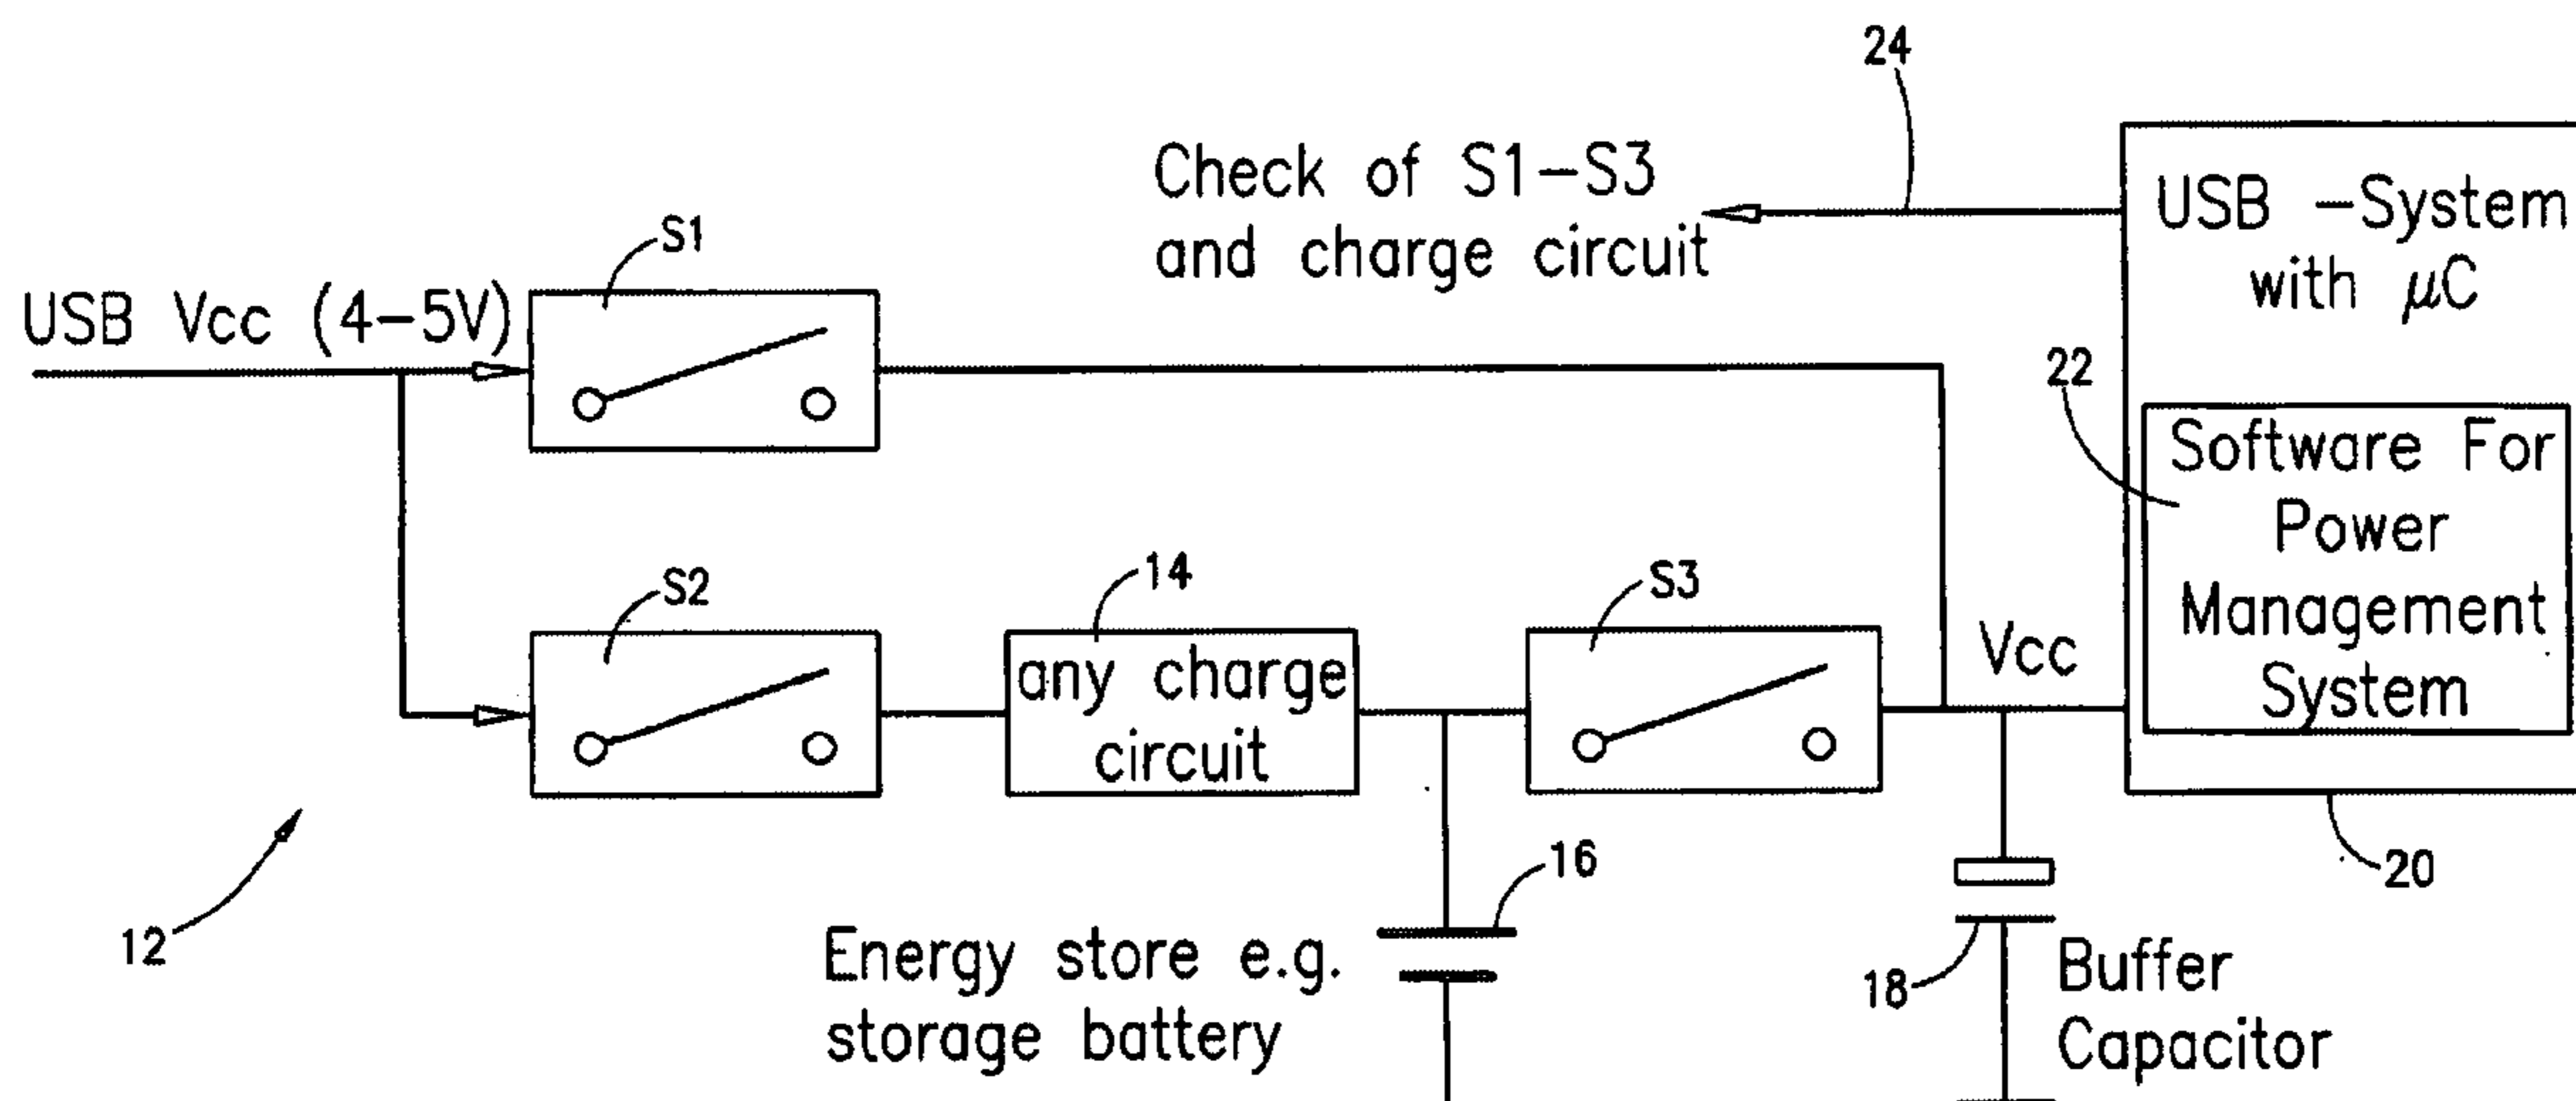 24
Check of S1-S3
and charge circuit
USB -System
with μC
S1
USB Vcc (4-5V)
22
Software For
Power
Management
System
S2
14
any charge
circuit
S3
Vcc
16
20
12
Energy store e.g.
storage battery
18
Buffer
Capacitor